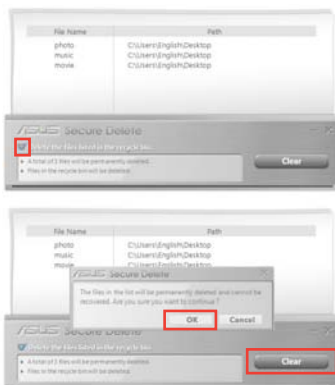 File Name Path
photo C:\Users\English\Desktop
music C:\Users\English\Desktop
movie C:\Users\English\Desktop
ASUS Secure Delete
Delete the files listed in the recycle bin.
A total of 3 files will be permanently deleted.
Files in the recycle bin will be deleted.
Clear
File Name Path
photo C:\Users\English\Desktop
music C:\Users\English\Desktop
movie C:\Users\English\Desktop
ASUS Secure Delete
The files in the list will be permanently deleted and cannot be
recovered. Are you sure you want to continue ?
OK Cancel
ASUS Secure Delete
Delete the files listed in the recycle bin.
A total of 3 files will be permanently deleted.
Files in the recycle bin will be deleted.
Clear